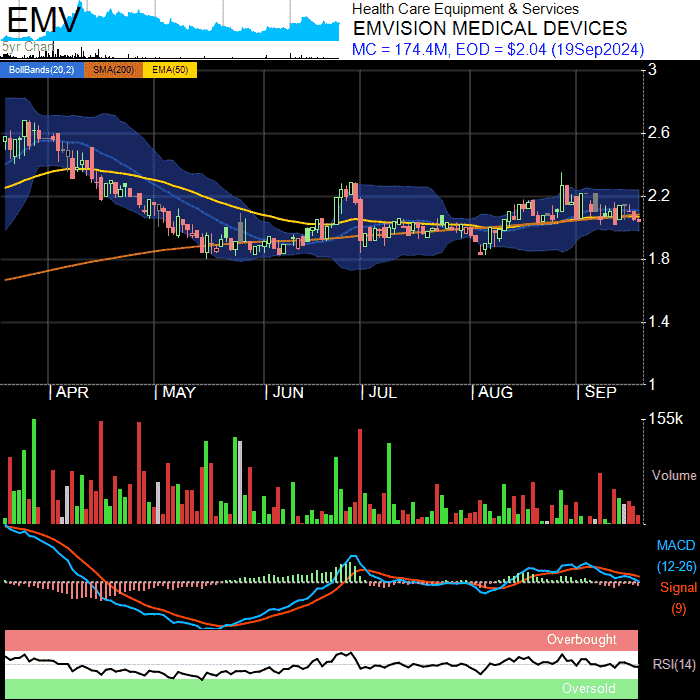 EMV
5yr Chart
Health Care Equipment & Services
EMVISION MEDICAL DEVICES
MC = 174.4M, EOD = $2.04 (19Sep2024)
BollBands(20,2) SMA(200) EMA(50)
3
2.6
2.2
1.8
1.4
1
APR MAY JUN JUL AUG SEP
155k
Volume
MACD
(12-26)
Signal
(9)
Overbought
RSI(14)
Oversold